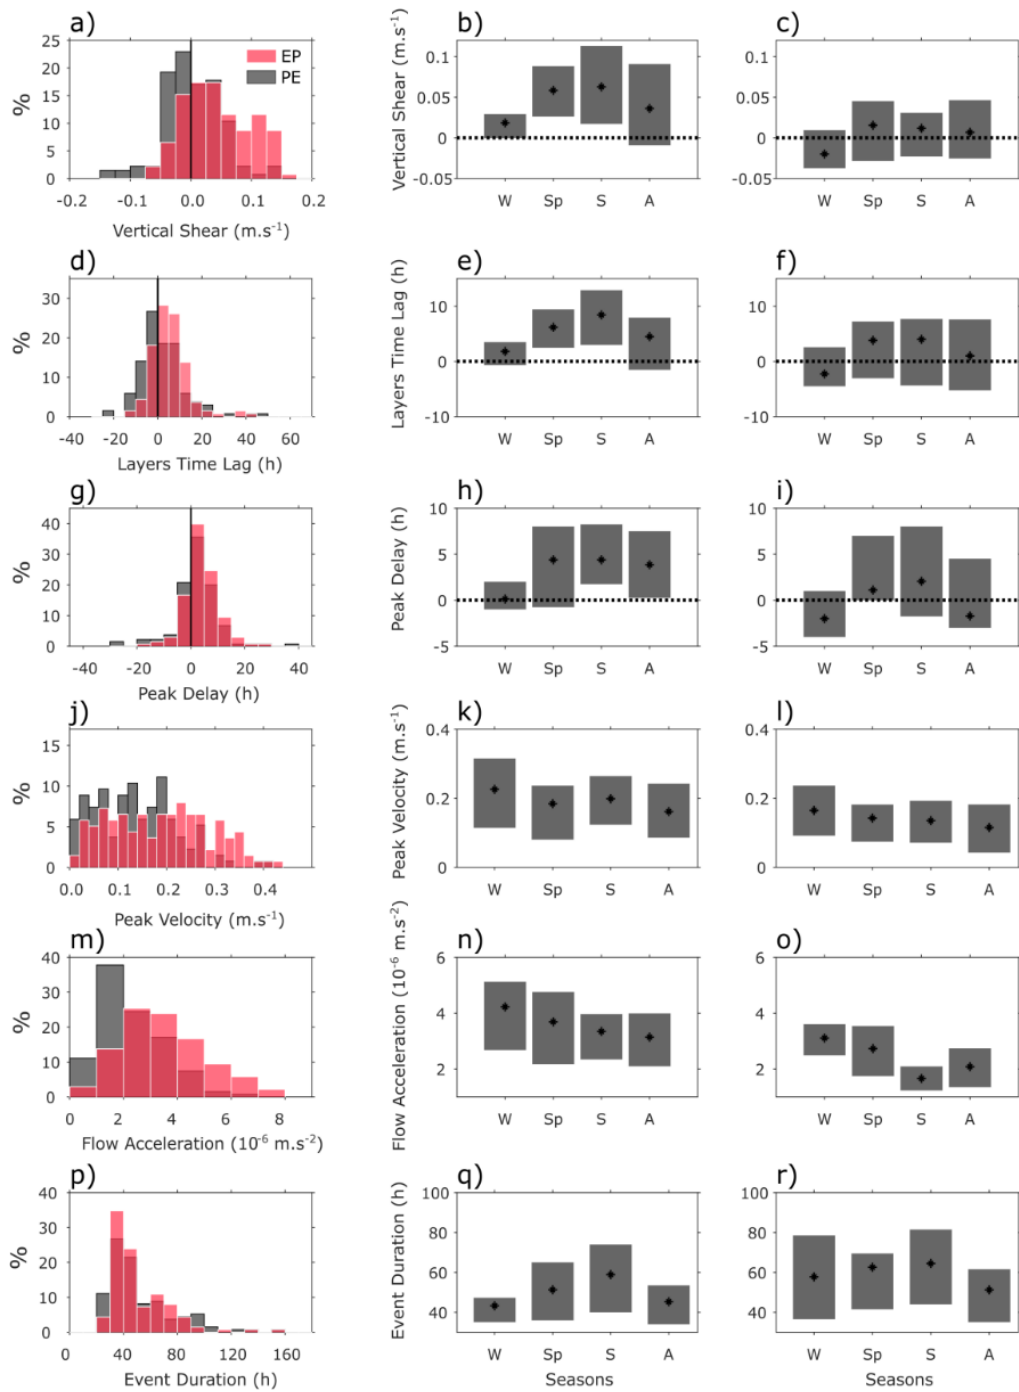 a)
%
25
20
15
10
5
0
-0.2
-0.1
0.0
0.1
0.2
EP
PE
Vertical Shear (m.s-1)
b)
Vertical Shear (m.s-1)
0.1
0.05
0
-0.05
W Sp S A
c)
0.1
0.05
0
-0.05
W Sp S A
d)
%
30
20
10
0
-40 -20 0 20 40 60
Layers Time Lag (h)
e)
Layers Time Lag (h)
10
0
-10
W Sp S A
f)
10
0
-10
W Sp S A
g)
%
40
30
20
10
0
-40 -20 0 20 40
Peak Delay (h)
h)
Peak Delay (h)
10
5
0
-5
W Sp S A
i)
10
5
0
-5
W Sp S A
j)
%
15
10
5
0
0.0 0.1 0.2 0.3 0.4
Peak Velocity (m.s-1)
k)
Peak Velocity (m.s-1)
0.4
0.2
0
W Sp S A
l)
0.4
0.2
0
W Sp S A
m)
%
40
30
20
10
0
0 2 4 6 8
Flow Acceleration (10-6 m.s-2)
n)
Flow Acceleration (10-6 m.s-2)
6
4
2
W Sp S A
o)
6
4
2
W Sp S A
p)
%
40
30
20
10
0
0 40 80 120 160
Event Duration (h)
q)
Event Duration (h)
100
80
60
40
W Sp S A
Seasons
r)
100
80
60
40
W Sp S A
Seasons